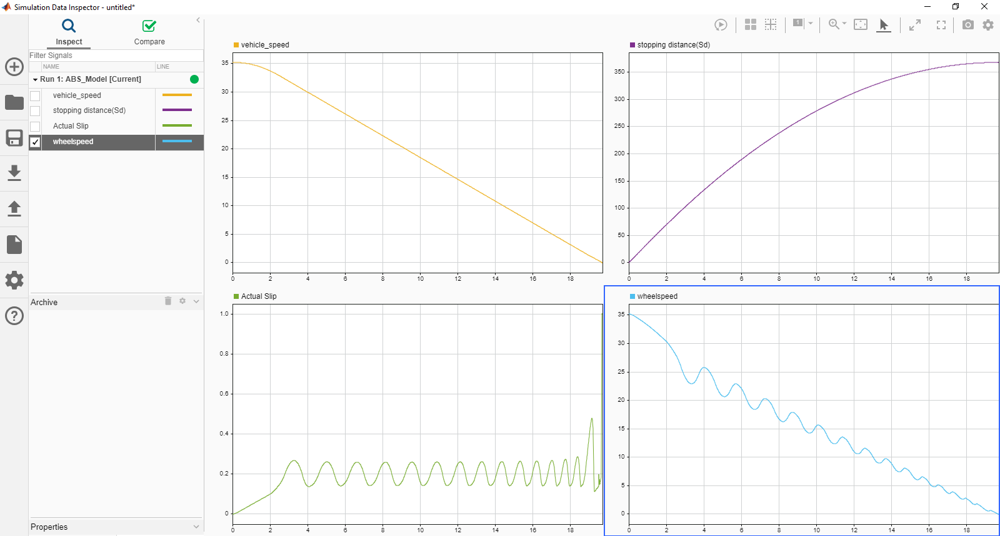 Simulation Data Inspector - untitled*
Inspect
Compare
Filter Signals
NAME
LINE
Run 1: ABS_Model [Current]
vehicle_speed
stopping distance(Sd)
Actual Slip
wheelspeed
Archive
Properties
1
vehicle_speed
35
30
25
20
15
10
5
0
0 2 4 6 8 10 12 14 16 18
stopping distance(Sd)
350
300
250
200
150
100
50
0
0 2 4 6 8 10 12 14 16 18
Actual Slip
1.0
0.8
0.6
0.4
0.2
0
0 2 4 6 8 10 12 14 16 18
wheelspeed
35
30
25
20
15
10
5
0
0 2 4 6 8 10 12 14 16 18